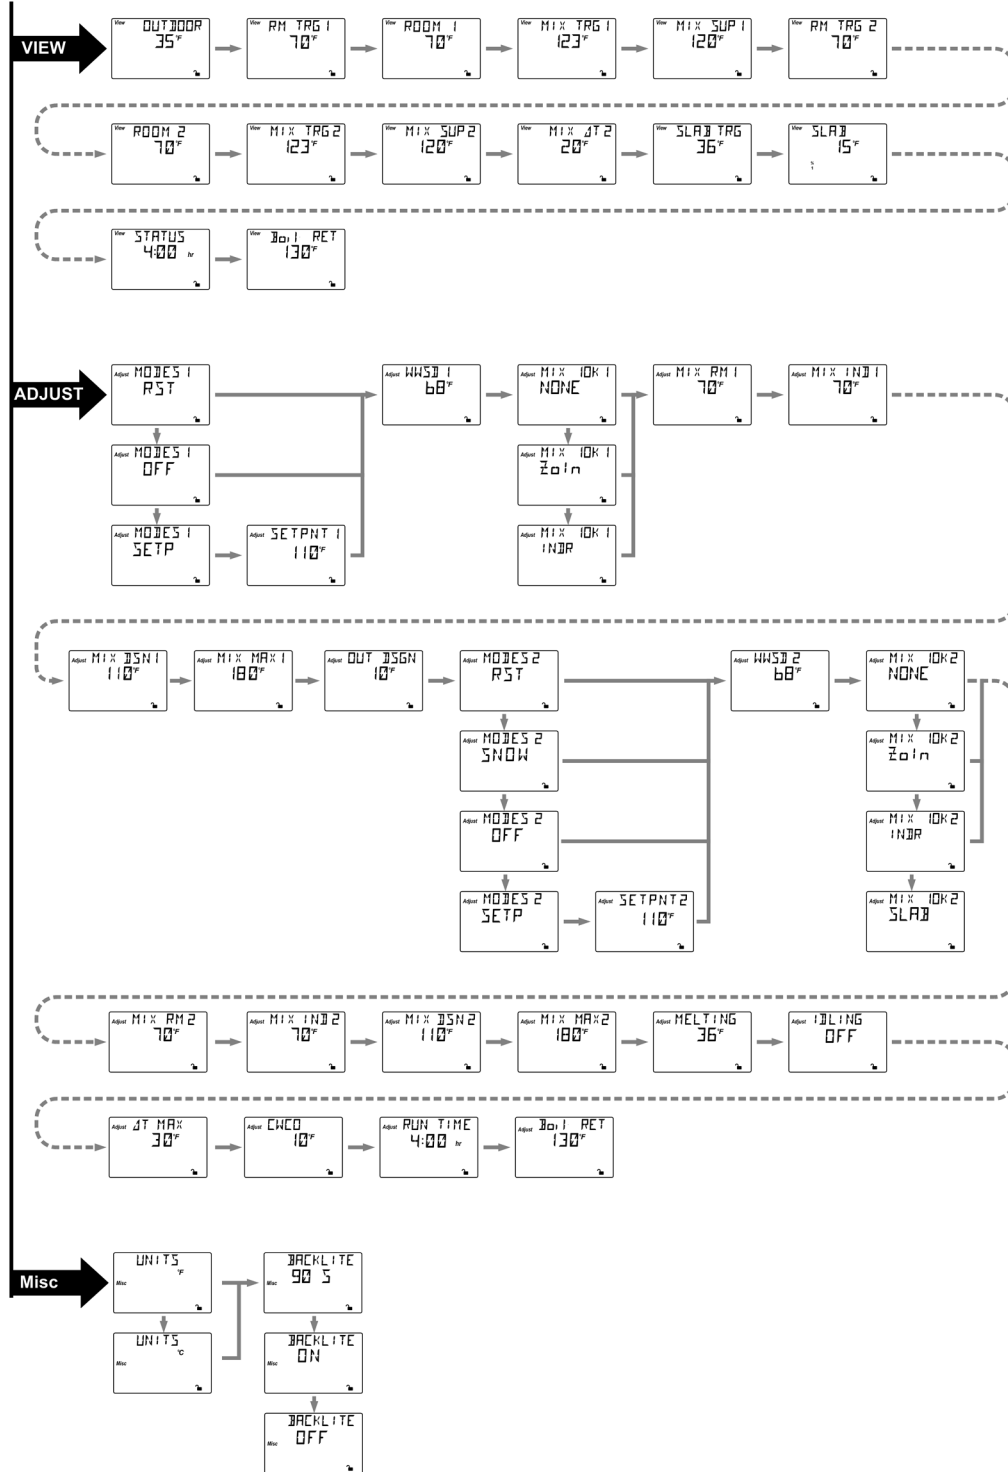 VIEW
View OUTDOOR
35°F
View RM TRG 1
70°F
View ROOM 1
70°F
View MIX TRG 1
123°F
View MIX SUP 1
120°F
View RM TRG 2
70°F
View ROOM 2
70°F
View MIX TRG 2
123°F
View MIX SUP 2
120°F
View MIX ΔT 2
20°F
View SLAB TRG
36°F
View SLAB
15°F
View STATUS
4:00 hr
View Boil RET
130°F
ADJUST
Adjust MODES 1
RST
Adjust WWSD 1
68°F
Adjust MIX 10K 1
NONE
Adjust MIX RM 1
70°F
Adjust MIX IND 1
70°F
Adjust MODES 1
OFF
Adjust MIX 10K 1
Zoln
Adjust MODES 1
SETP
Adjust SETPNT 1
110°F
Adjust MIX 10K 1
INDR
Adjust MIX DSN 1
110°F
Adjust MIX MAX 1
180°F
Adjust OUT DSGN
10°F
Adjust MODES 2
RST
Adjust WWSD 2
68°F
Adjust MIX 10K 2
NONE
Adjust MODES 2
SNOW
Adjust MIX 10K 2
Zoln
Adjust MODES 2
OFF
Adjust MIX 10K 2
INDR
Adjust MODES 2
SETP
Adjust SETPNT 2
110°F
Adjust MIX 10K 2
SLAB
Adjust MIX RM 2
70°F
Adjust MIX IND 2
70°F
Adjust MIX DSN 2
110°F
Adjust MIX MAX 2
180°F
Adjust MELTING
36°F
Adjust IDLING
OFF
Adjust ΔT MAX
30°F
Adjust CWCO
10°F
Adjust RUN TIME
4:00 hr
Adjust Boil RET
130°F
Misc
UNITS
°F
Misc
BACKLITE
90 S
Misc
UNITS
°C
Misc
BACKLITE
ON
Misc
BACKLITE
OFF
Misc